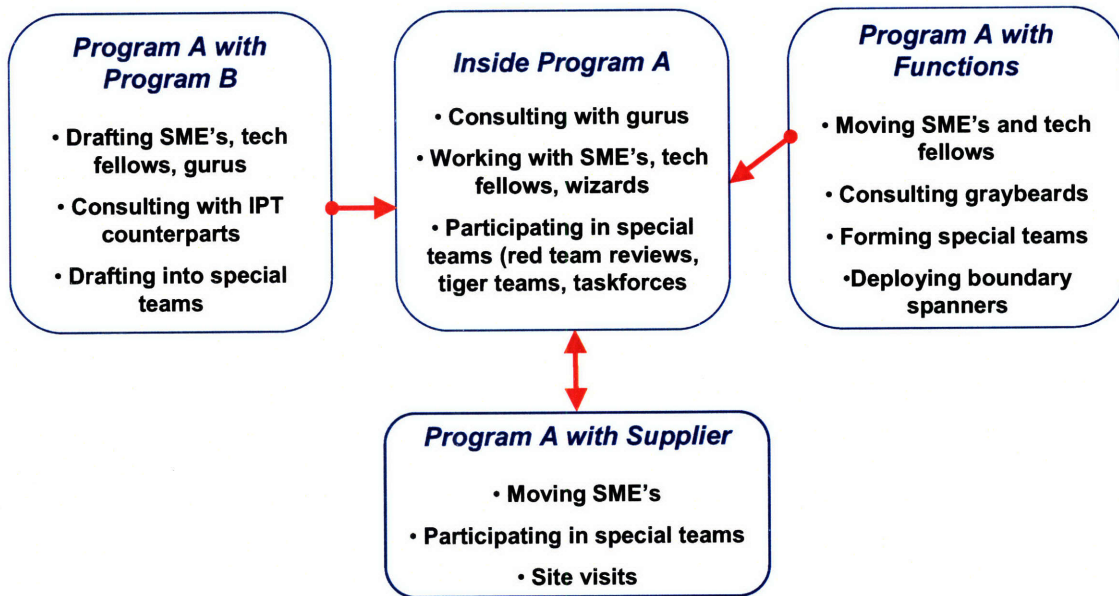 Program A with
Program B
• Drafting SME's, tech
fellows, gurus
• Consulting with IPT
counterparts
• Drafting into special
teams
Inside Program A
• Consulting with gurus
• Working with SME's, tech
fellows, wizards
• Participating in special
teams (red team reviews,
tiger teams, taskforces
Program A with
Functions
• Moving SME's and tech
fellows
• Consulting graybeards
• Forming special teams
•Deploying boundary
spanners
Program A with Supplier
• Moving SME's
• Participating in special teams
• Site visits